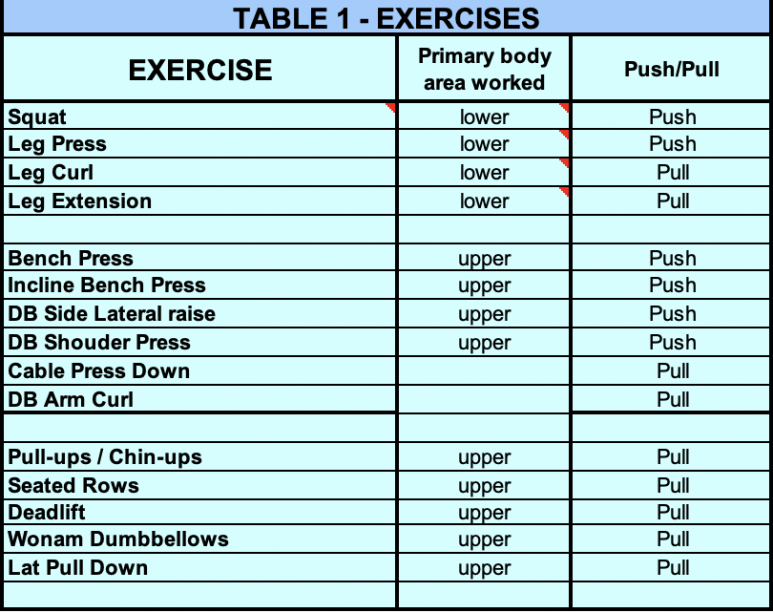 TABLE 1 - EXERCISES
EXERCISE Primary body area worked Push/Pull
Squat lower Push
Leg Press lower Push
Leg Curl lower Pull
Leg Extension lower Pull
Bench Press upper Push
Incline Bench Press upper Push
DB Side Lateral raise upper Push
DB Shouder Press upper Push
Cable Press Down Pull
DB Arm Curl Pull
Pull-ups / Chin-ups upper Pull
Seated Rows upper Pull
Deadlift upper Pull
Wonam Dumbbellows upper Pull
Lat Pull Down upper Pull